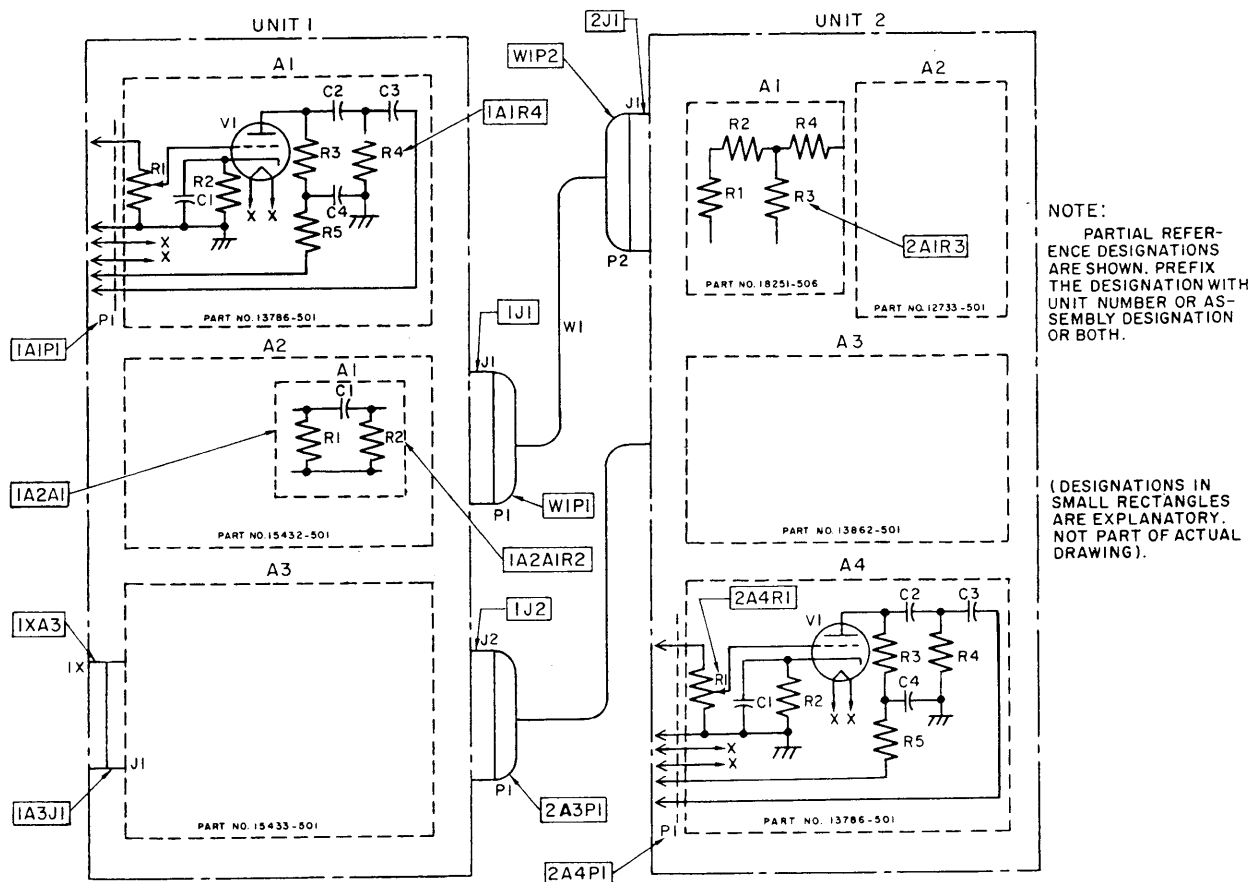 UNIT 1
2J1
UNIT 2
W1P2
A1
C2
C3
V1
1A1R4
R1
R2
C1
R3
R4
C4
R5
X X
X
X
PART NO. 13786-501
P1
1A1P1
J1
P2
A1
R2
R4
R1
R3
2A1R3
PART NO. 18251-506
A2
PART NO. 12733-501
NOTE:
PARTIAL REFER-
ENCE DESIGNATIONS
ARE SHOWN. PREFIX
THE DESIGNATION WITH
UNIT NUMBER OR AS-
SEMBLY DESIGNATION
OR BOTH.
A2
A1
C1
R1
R2
1A2A1
PART NO. 15432-501
1A2A1R2
1J1
J1
W1
P1
W1P1
A3
PART NO. 13862-501
(DESIGNATIONS IN
SMALL RECTANGLES
ARE EXPLANATORY.
NOT PART OF ACTUAL
DRAWING).
A3
1XA3
1X
J1
1A3J1
PART NO. 15433-501
1J2
J2
P1
2A3P1
A4
2A4R1
C2
C3
V1
R1
C1
R2
R3
R4
C4
R5
X X
X
X
PART NO. 13786-501
P1
2A4P1